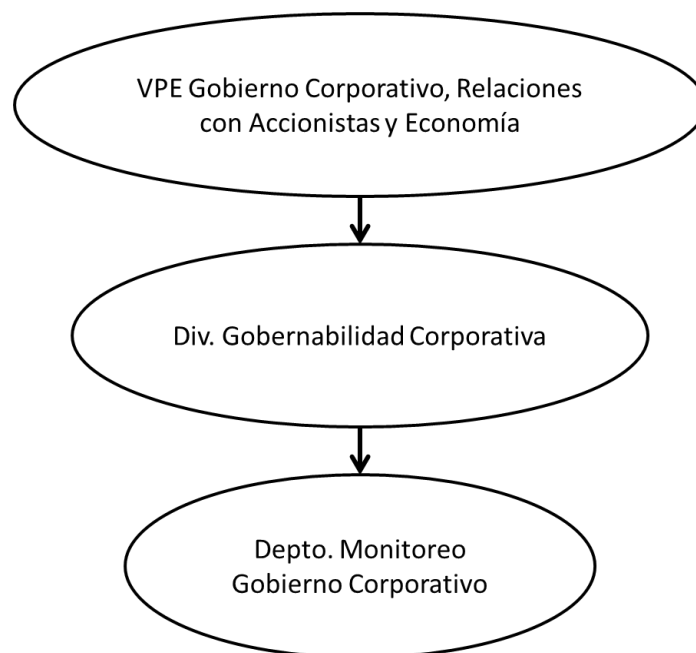 VPE Gobierno Corporativo, Relaciones
con Accionistas y Economía
Div. Gobernabilidad Corporativa
Depto. Monitoreo
Gobierno Corporativo